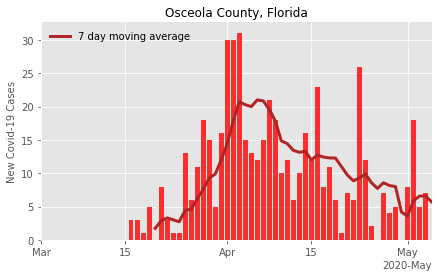 Osceola County, Florida
7 day moving average
New Covid-19 Cases
30
25
20
15
10
5
0
Mar
15
Apr
15
May
2020-May